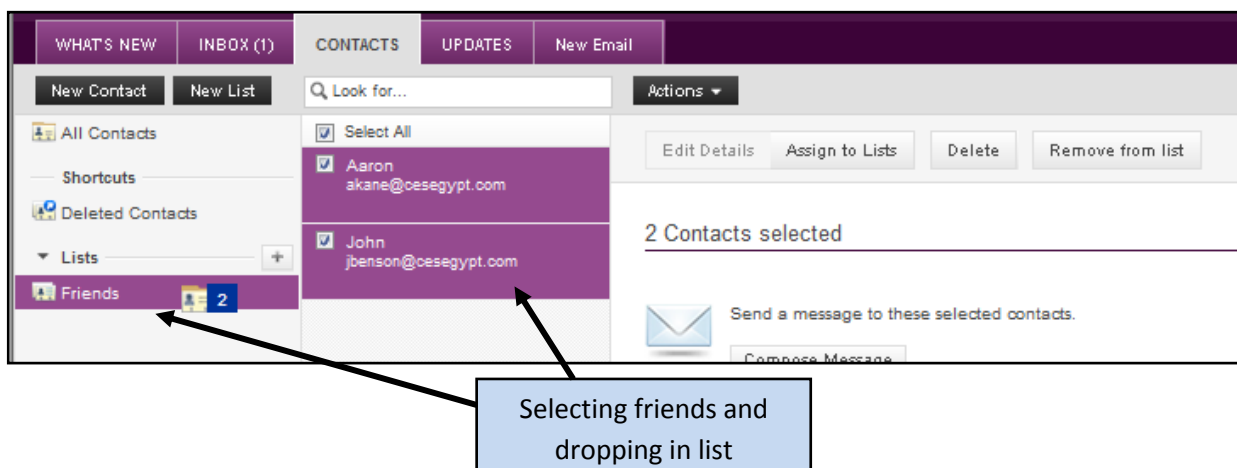 WHAT'S NEW
INBOX (1)
CONTACTS
UPDATES
New Email
New Contact
New List
Look for...
Actions
All Contacts
Shortcuts
Deleted Contacts
Lists
+
Friends
2
Select All
Aaron
akane@cesegypt.com
John
jbenson@cesegypt.com
Edit Details
Assign to Lists
Delete
Remove from list
2 Contacts selected
Send a message to these selected contacts.
Compose Message
Selecting friends and
dropping in list